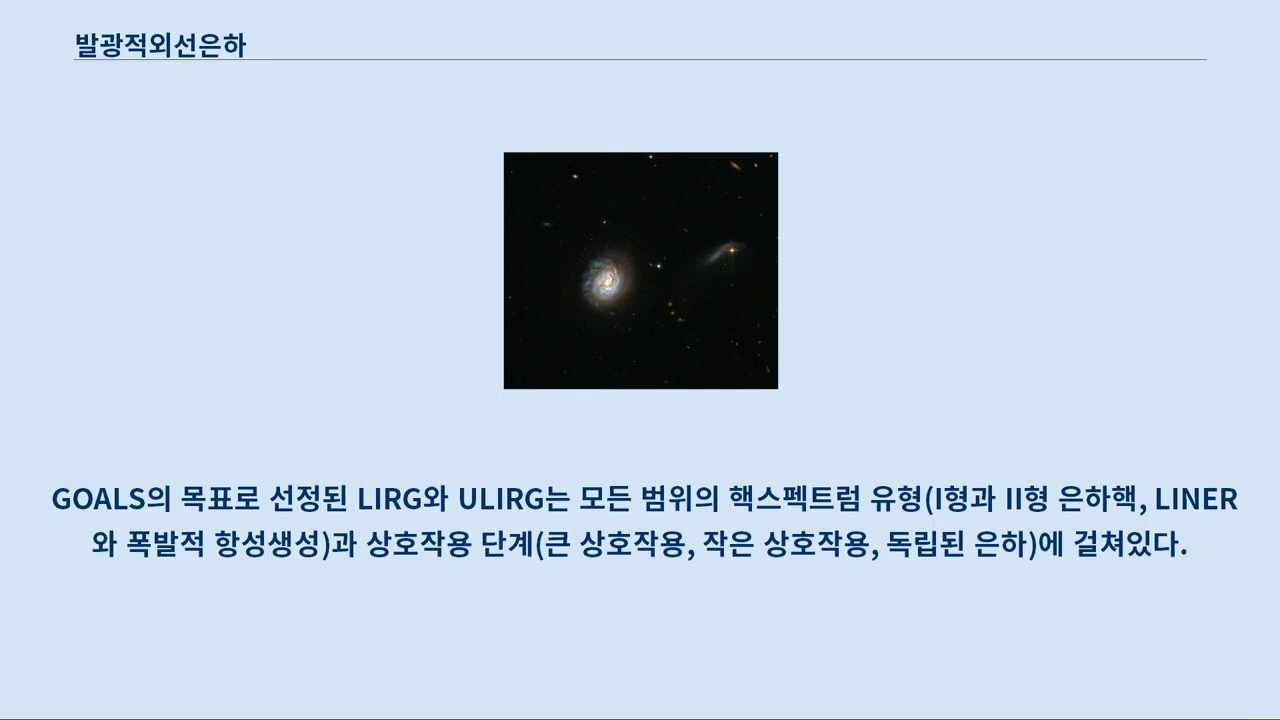 발광적외선은하
GOALS의 목표로 선정된 LIRG와 ULIRG는 모든 범위의 핵스펙트럼 유형(I형과 II형 은하핵, LINER
와 폭발적 항성생성)과 상호작용 단계(큰 상호작용, 작은 상호작용, 독립된 은하)에 걸쳐있다.